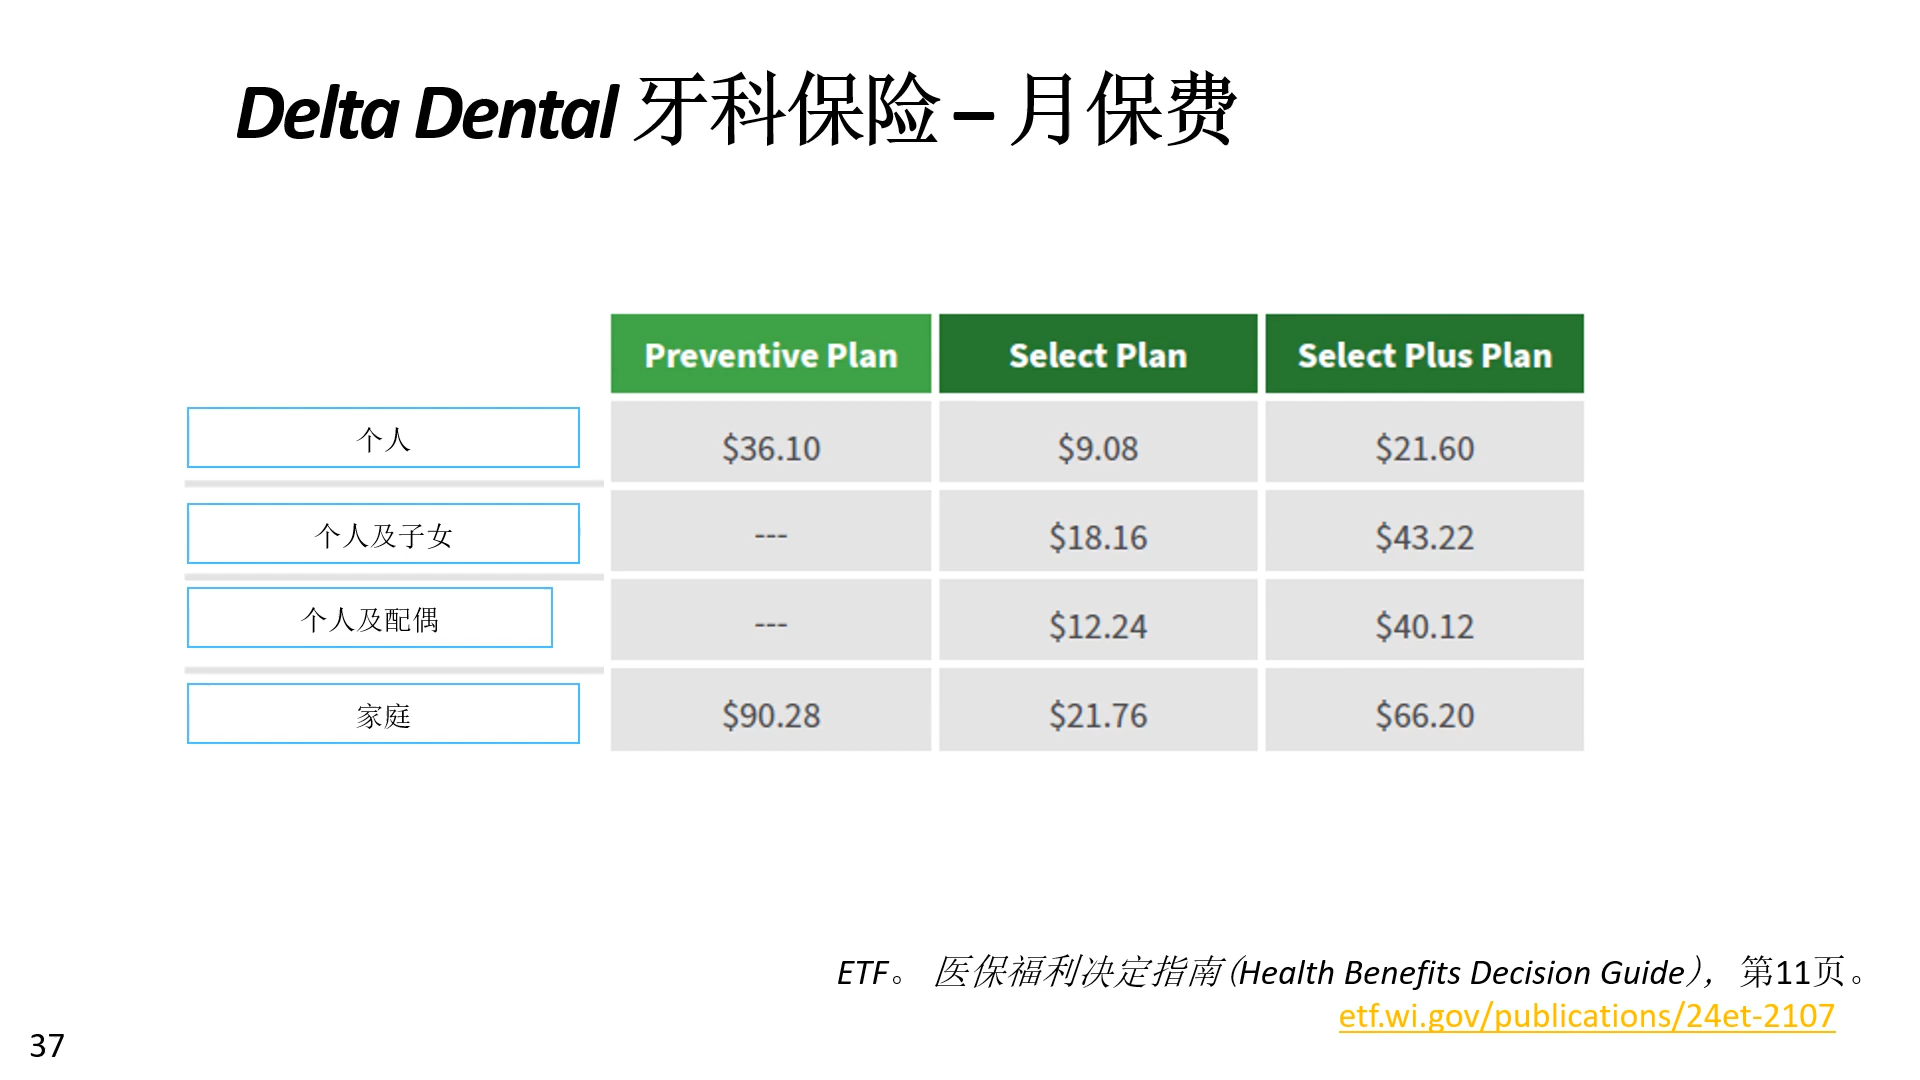 Delta Dental 牙科保险 – 月保费
Preventive Plan Select Plan Select Plus Plan
个人 $36.10 $9.08 $21.60
个人及子女 --- $18.16 $43.22
个人及配偶 --- $12.24 $40.12
家庭 $90.28 $21.76 $66.20
ETF。 医保福利决定指南(Health Benefits Decision Guide)，第11页。
etf.wi.gov/publications/24et-2107
37